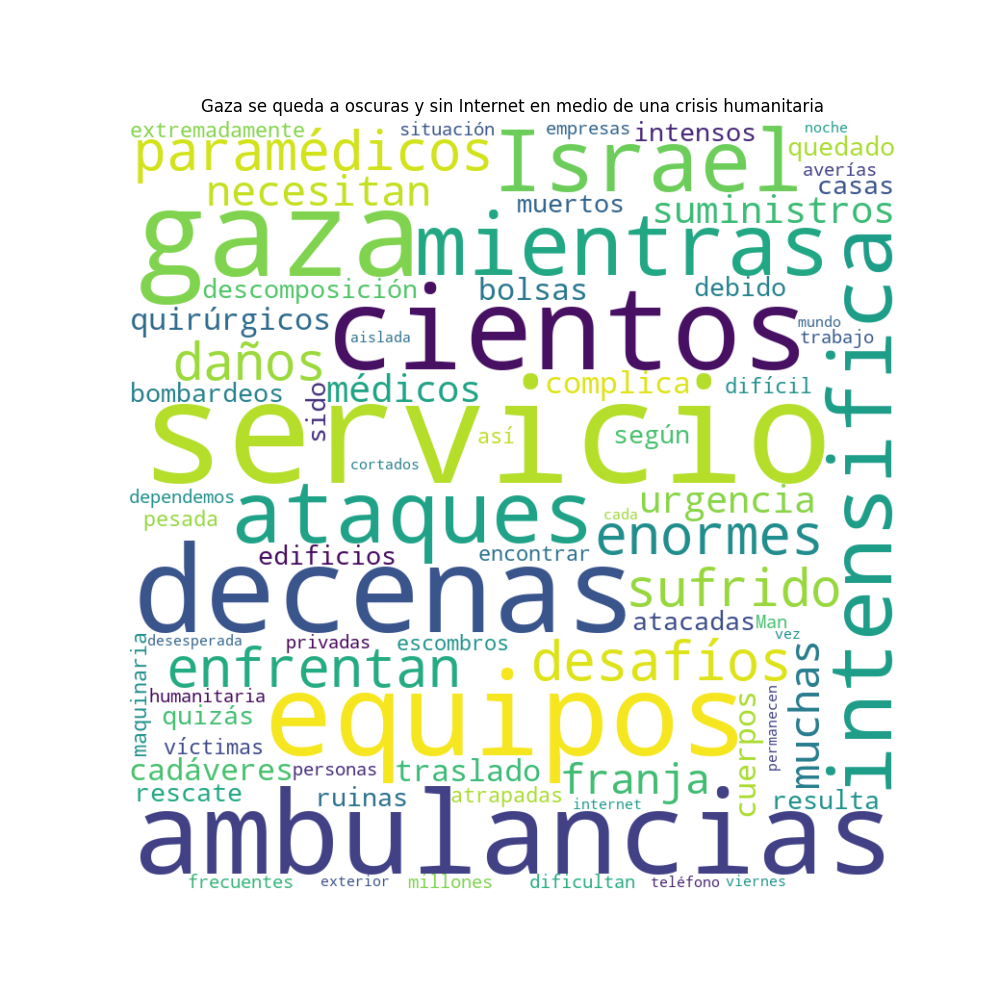 Gaza se queda a oscuras y sin Internet en medio de una crisis humanitaria
extremadamente
situación
empresas
intensos
noche
paramédicos
Israel
quedado
averías
necesitan
casas
muertos
suministros
gaza
mientras
intensifica
descomposición
bolsas
debido
quirúrgicos
cientos
mundo
aislada
trabajo
daños
médicos
complica
difícil
bombardeos
sido
servicio
así
según
cortados
dependemos
ataques
urgencia
pesada
cada
enormes
edificios
encontrar
decenas
sufrido
atacadas
Man
vez
desesperada
privadas
escombros
maquinaria
enfrentan
desafíos
muchas
humanitaria
equipos
permanecen
quizás
cuerpos
víctimas
cadáveres
personas
traslado
franja
rescate
ruinas
atrapadas
internet
resulta
ambulancias
frecuentes
exterior
millones
dificultan
teléfono
viernes